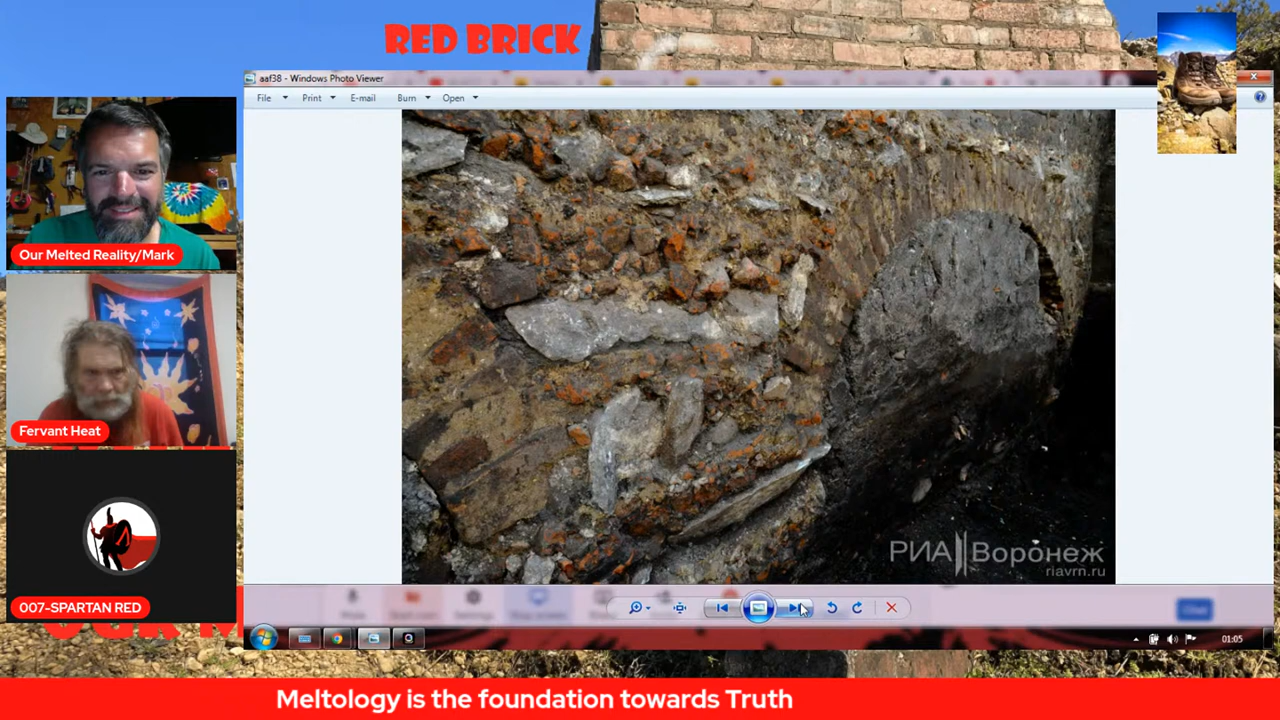 RED BRICK
aaf38 - Windows Photo Viewer
File Print E-mail Burn Open
Our Melted Reality/Mark
Fervant Heat
007-SPARTAN RED
РИА Воронеж
riavrn.ru
01:05
Meltology is the foundation towards Truth